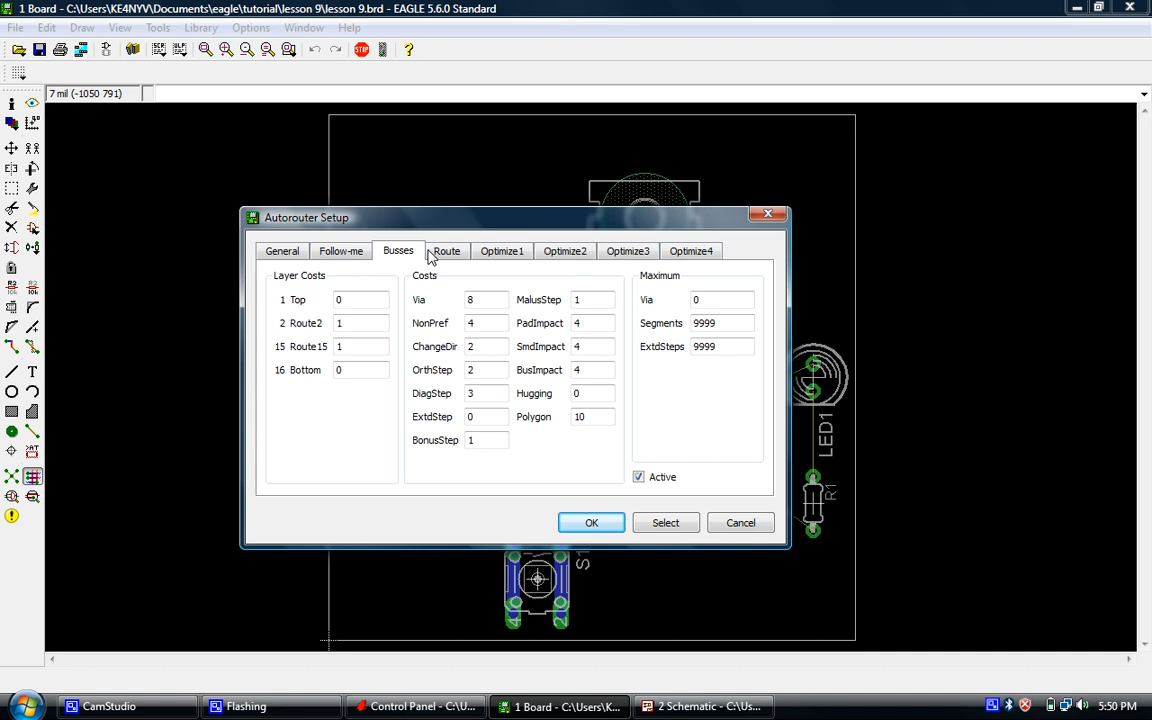 1 Board - C:\Users\KE4NYV\Documents\eagle\tutorial\lesson 9\lesson 9.brd - EAGLE 5.6.0 Standard
File Edit Draw View Tools Library Options Window Help
SCR ULP STOP ?
7 mil (-1050 791)
Autorouter Setup
General Follow-me Busses Route Optimize1 Optimize2 Optimize3 Optimize4
Layer Costs Costs Maximum
1 Top 0 Via 8 MalusStep 1 Via 0
2 Route2 1 NonPref 4 PadImpact 4 Segments 9999
15 Route15 1 ChangeDir 2 SmdImpact 4 ExtdSteps 9999
16 Bottom 0 OrthStep 2 BusImpact 4
DiagStep 3 Hugging 0
ExtdStep 0 Polygon 10
BonusStep 1
Active
OK Select Cancel
LED1
R1
S1
4 2
CamStudio Flashing Control Panel - C:\U... 1 Board - C:\Users\K... 2 Schematic - C:\Us... 5:50 PM